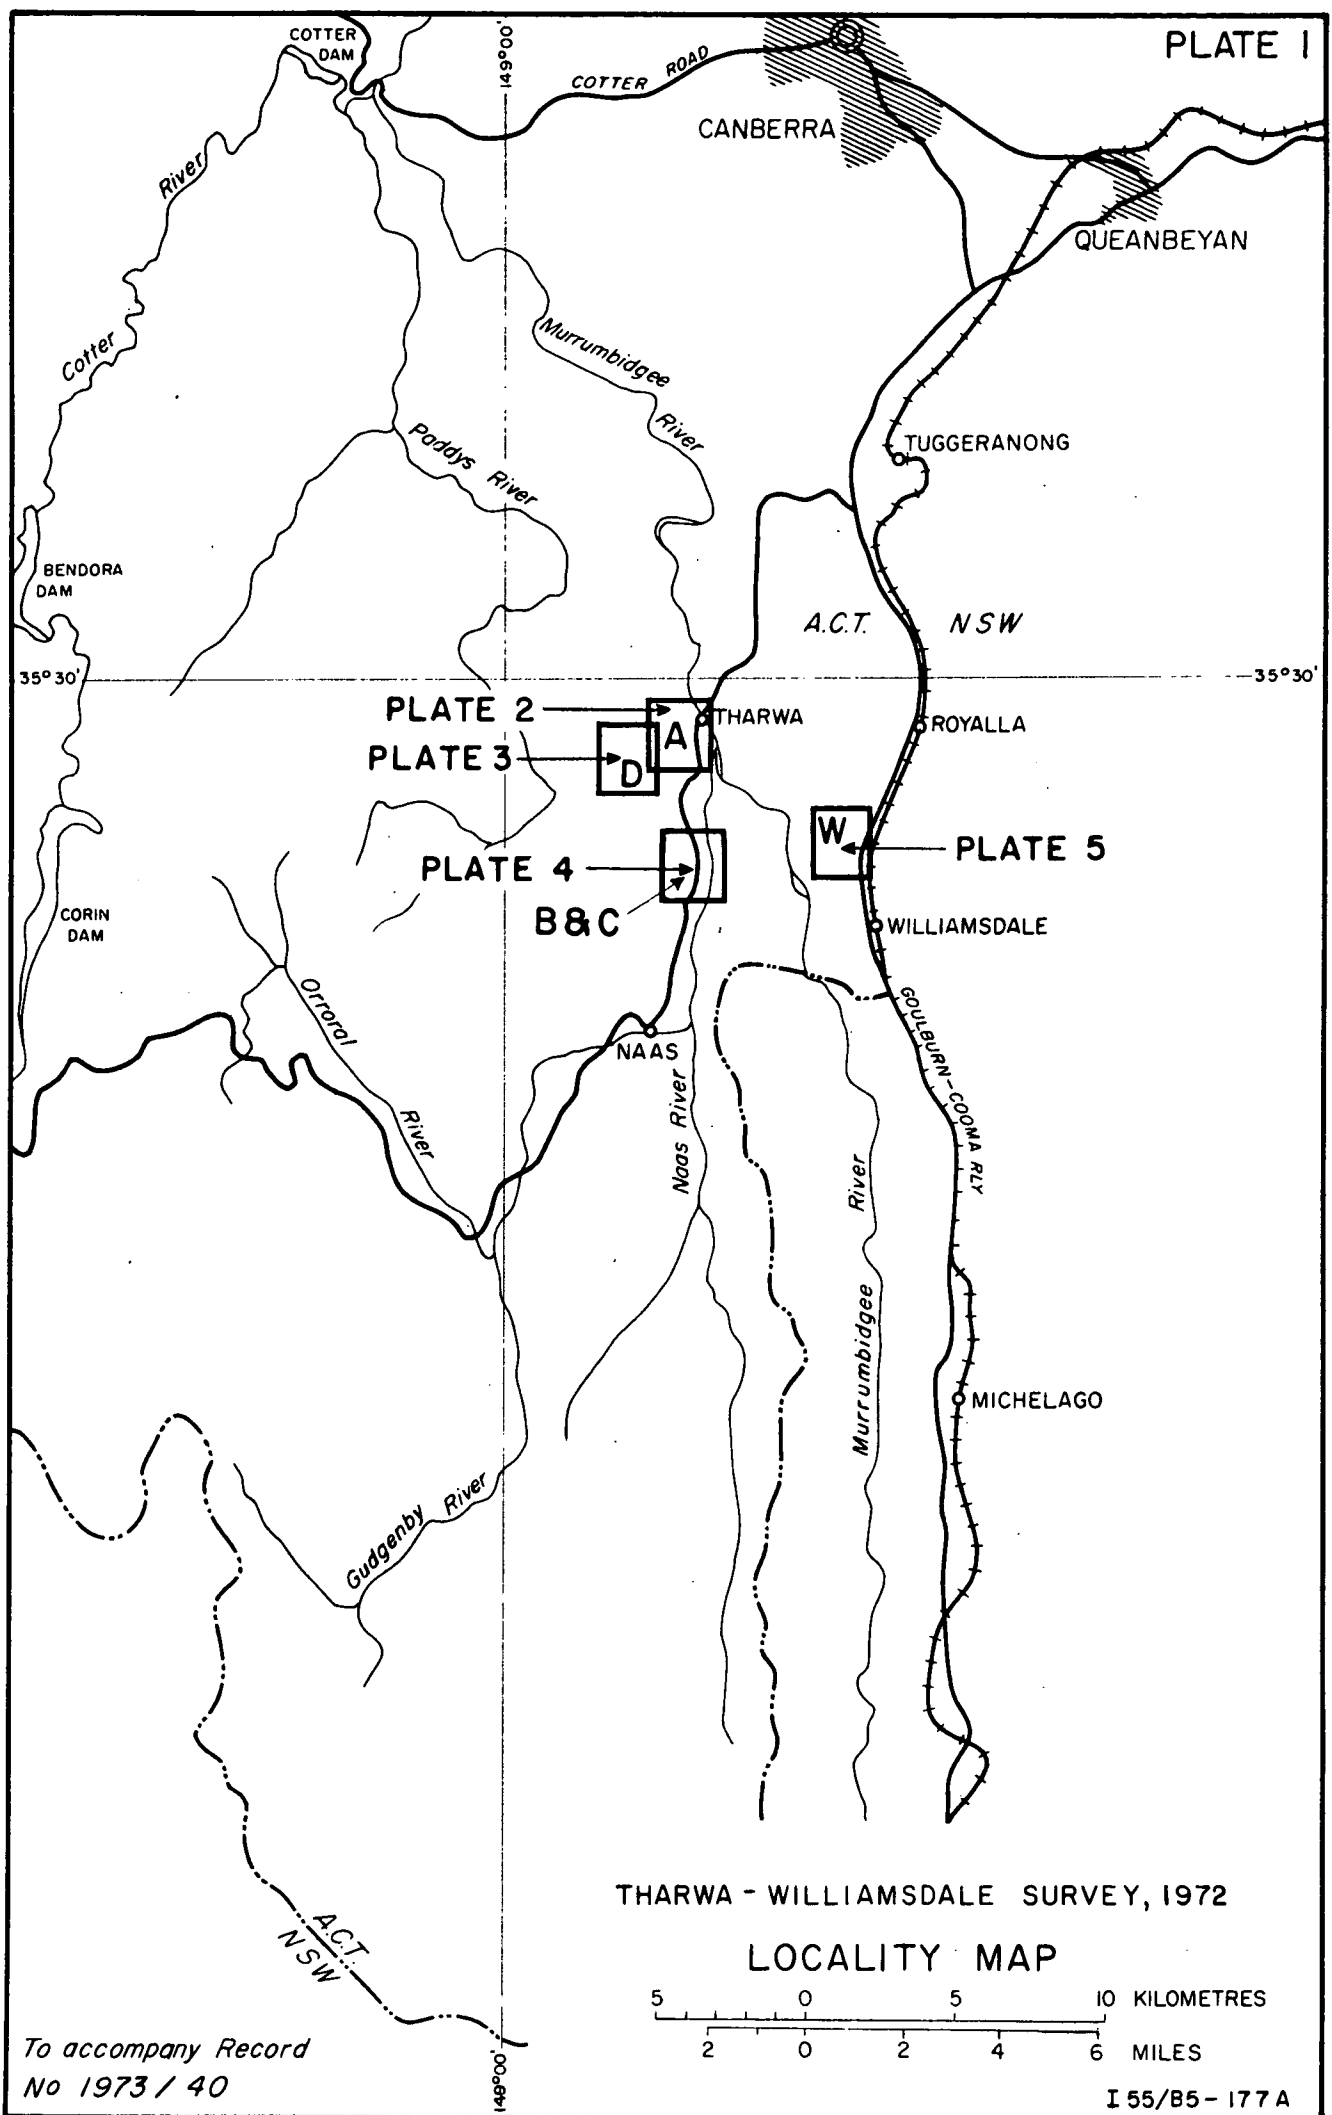 PLATE 1
COTTER
DAM
149°00'
COTTER ROAD
CANBERRA
QUEANBEYAN
River
Cotter
Murrumbidgee
River
Paddys River
TUGGERANONG
BENDORA
DAM
A.C.T. NSW
35°30'
35°30'
PLATE 2
A
THARWA
ROYALLA
PLATE 3
D
W
PLATE 5
PLATE 4
B&C
CORIN
DAM
WILLIAMSDALE
Orroral
River
GOULBURN-COOMA RLY
NAAS
Naas River
River
Murrumbidgee
MICHELAGO
Gudgenby River
A.C.T.
NSW
THARWA - WILLIAMSDALE SURVEY, 1972
LOCALITY MAP
5 0 5 10 KILOMETRES
2 0 2 4 6 MILES
To accompany Record
No 1973/40
149°00'
I 55/B5-177A